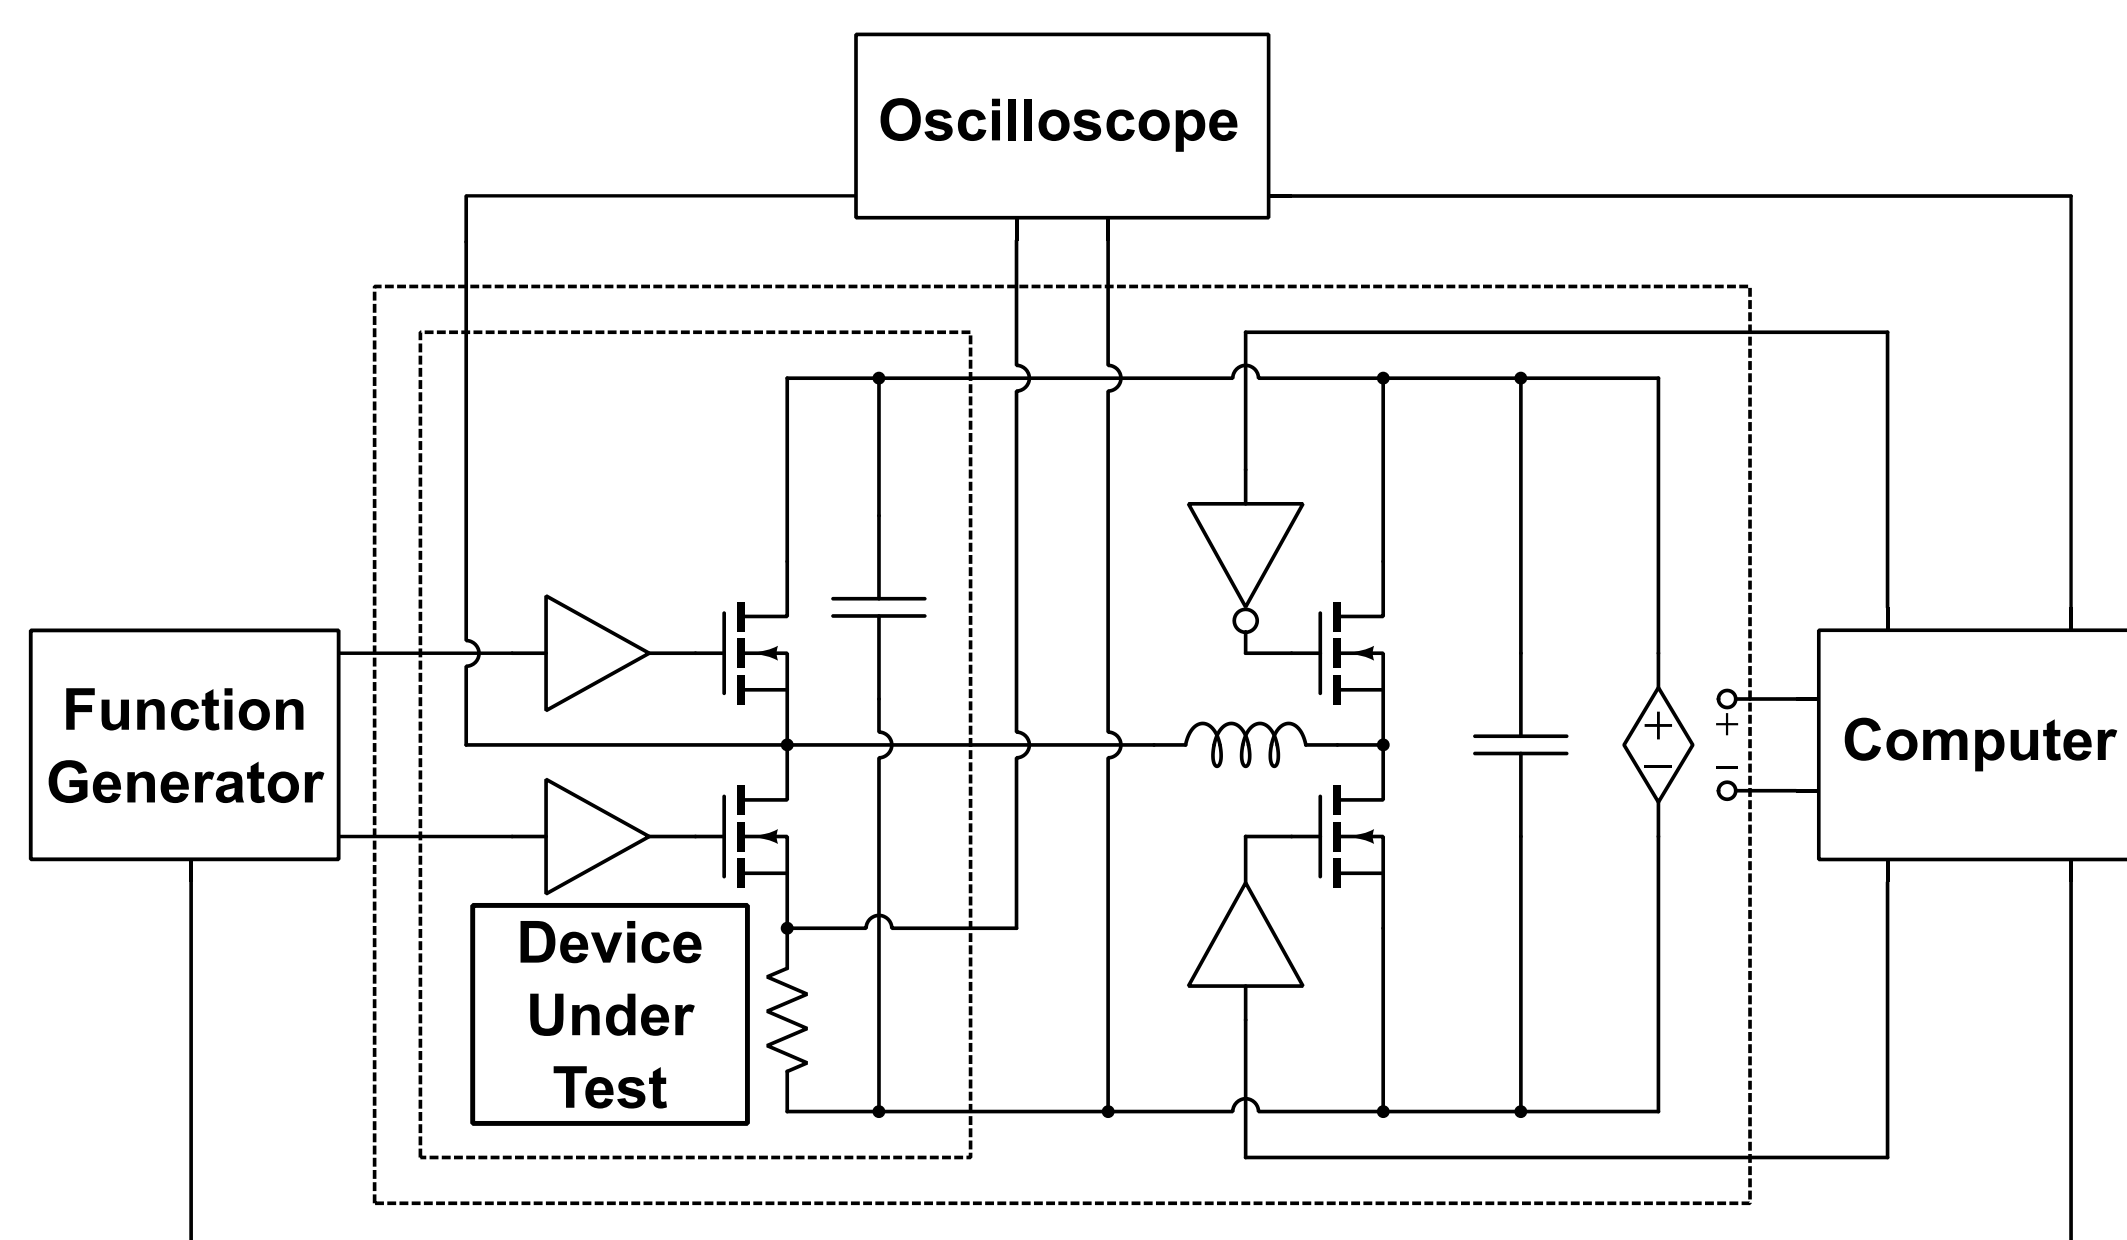 Oscilloscope
Function
Generator
Device
Under
Test
+
−
+
−
Computer